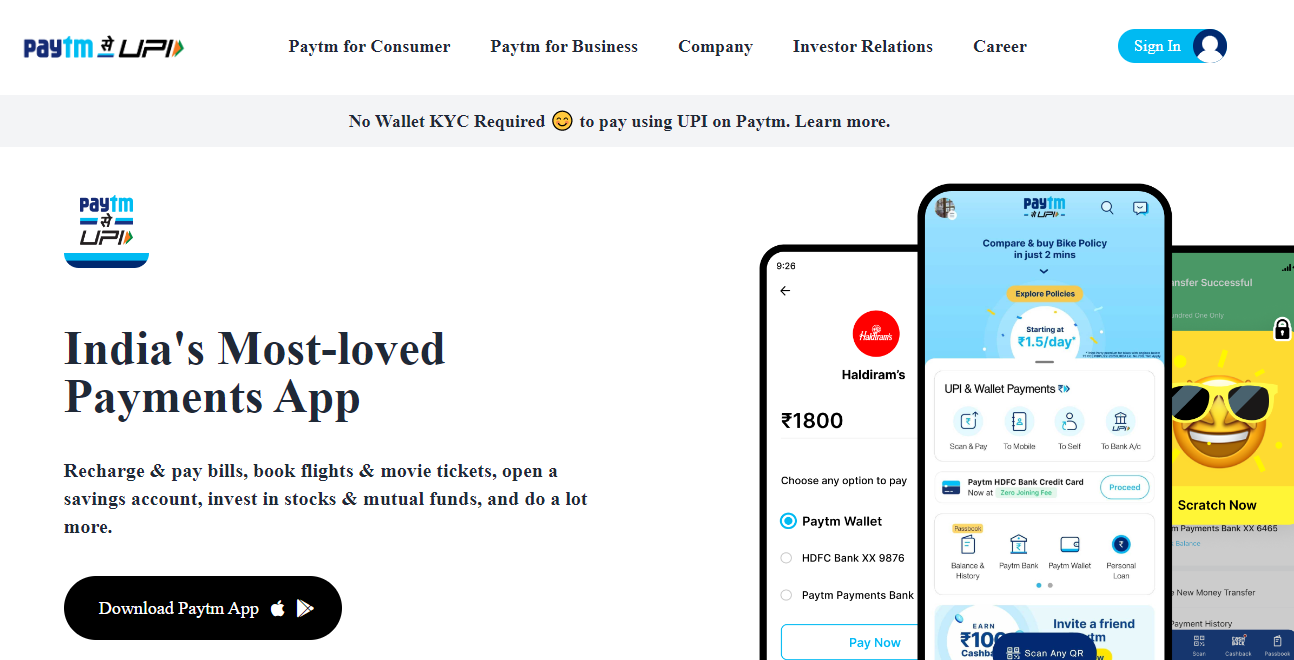 paytm से UPI
Paytm for Consumer
Paytm for Business
Company
Investor Relations
Career
Sign In
No Wallet KYC Required 😊 to pay using UPI on Paytm. Learn more.
paytm
से
UPI
India's Most-loved
Payments App
Recharge & pay bills, book flights & movie tickets, open a
savings account, invest in stocks & mutual funds, and do a lot
more.
Download Paytm App
9:26
Haldiram's
Haldiram's
₹1800
Choose any option to pay
Paytm Wallet
HDFC Bank XX 9876
Paytm Payments Bank
Pay Now
paytm
से UPI
Compare & buy Bike Policy
in just 2 mins
Explore Policies
Starting at
₹1.5/day*
UPI & Wallet Payments
Scan & Pay
To Mobile
To Self
UPI
To Bank A/c
Paytm HDFC Bank Credit Card
Now at Zero Joining Fee
Proceed
Passbook
Balance &
History
Paytm Bank
Paytm Wallet
Personal
Loan
EARN
₹100
Cashba
Invite a friend
tm
Scan Any QR
nsfer Successful
undred One Only
Scratch Now
m Payments Bank XX 6465
Balance
New Money Transfer
Payment History
Scan
CASH
BACK
Cashback
Passbook